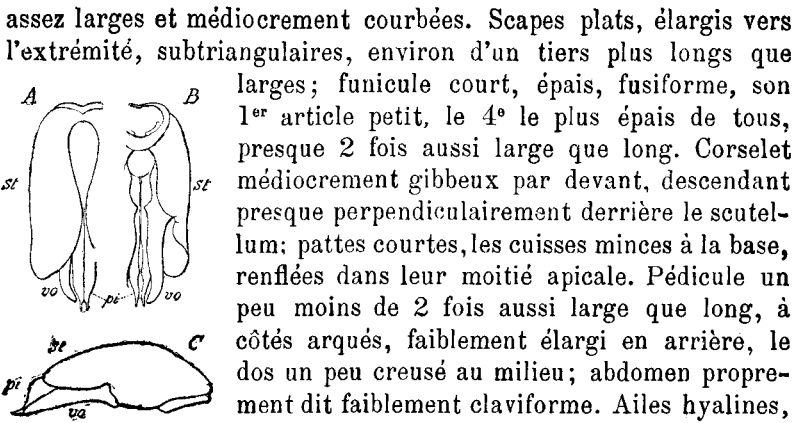 assez larges et médiocrement courbées. Scapes plats, élargis vers
l'extrémité, subtriangulaires, environ d'un tiers plus longs que
larges; funicule court, épais, fusiforme, son
1er article petit, le 4e le plus épais de tous,
presque 2 fois aussi large que long. Corselet
médiocrement gibbeux par devant, descendant
presque perpendiculairement derrière le scutel-
lum; pattes courtes, les cuisses minces à la base,
renflées dans leur moitié apicale. Pédicule un
peu moins de 2 fois aussi large que long, à
côtés arqués, faiblement élargi en arrière, le
dos un peu creusé au milieu; abdomen propre-
ment dit faiblement claviforme. Ailes hyalines,
A
B
st
st
vo
pi
vo
C
pi